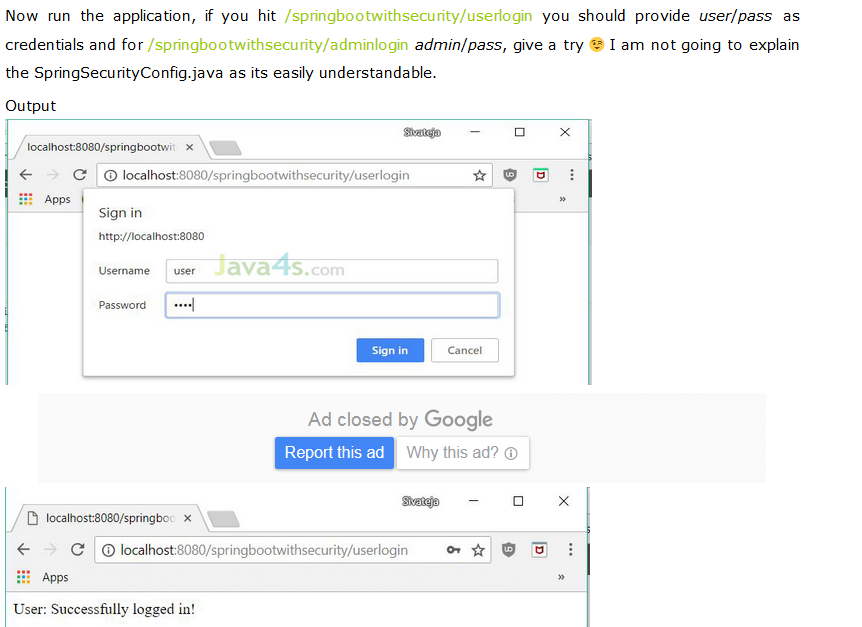 Now run the application, if you hit /springbootwithsecurity/userlogin you should provide user/pass as
credentials and for /springbootwithsecurity/adminlogin admin/pass, give a try 😉 I am not going to explain
the SpringSecurityConfig.java as its easily understandable.
Output
Sivateja
localhost:8080/springbootwit
localhost:8080/springbootwithsecurity/userlogin
Apps
»
Sign in
http://localhost:8080
Java4s.com
Username user
Password ••••
Sign in Cancel
Ad closed by Google
Report this ad Why this ad?
Sivateja
localhost:8080/springboo
localhost:8080/springbootwithsecurity/userlogin
Apps
»
User: Successfully logged in!